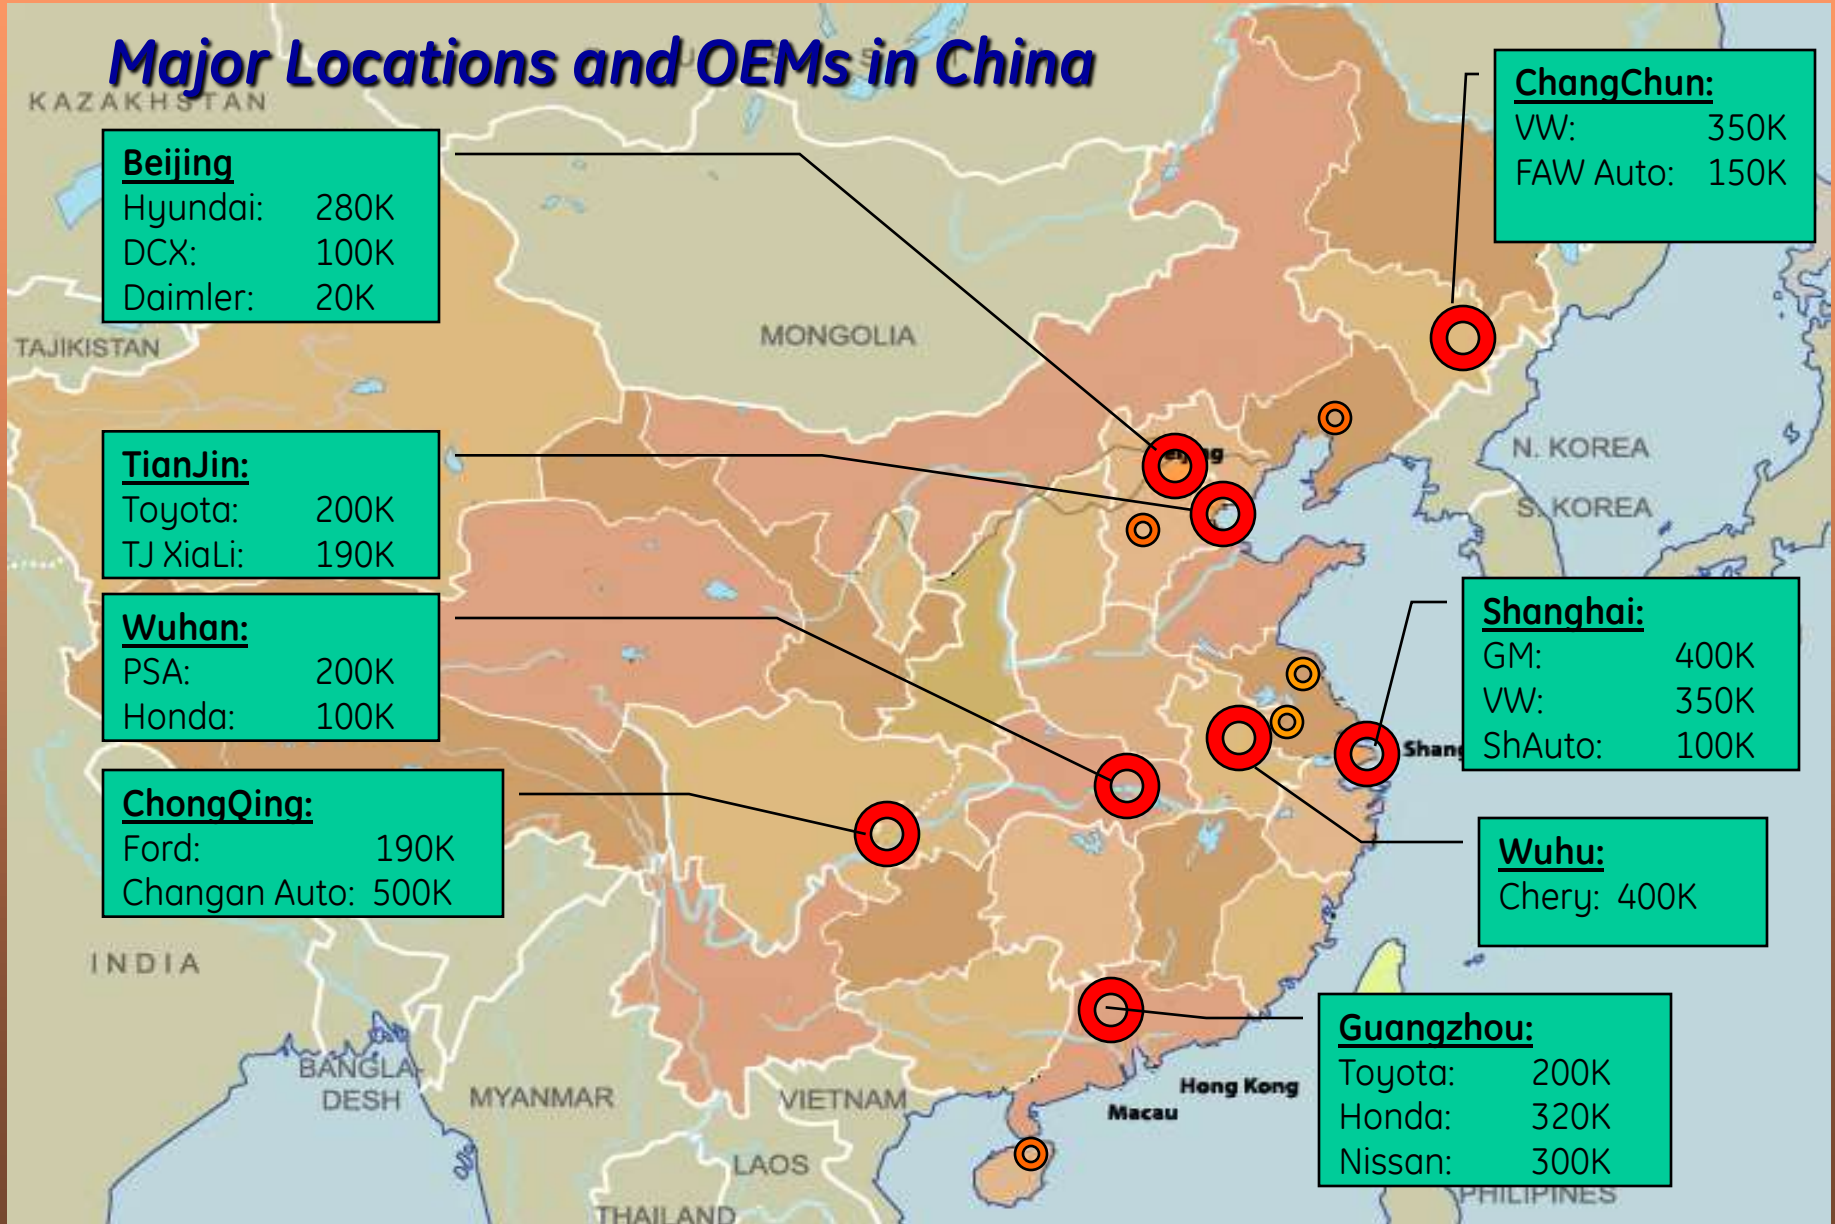 Major Locations and OEMs in China
KAZAKHSTAN
Beijing
Hyundai: 280K
DCX: 100K
Daimler: 20K
ChangChun:
VW: 350K
FAW Auto: 150K
TAJIKISTAN
MONGOLIA
TianJin:
Toyota: 200K
TJ XiaLi: 190K
N. KOREA
S. KOREA
Wuhan:
PSA: 200K
Honda: 100K
Shanghai:
GM: 400K
VW: 350K
ShAuto: 100K
ChongQing:
Ford: 190K
Changan Auto: 500K
Wuhu:
Chery: 400K
INDIA
Guangzhou:
Toyota: 200K
Honda: 320K
Nissan: 300K
BANGLA-
DESH
MYANMAR
VIETNAM
Hong Kong
Macau
LAOS
THAILAND
PHILIPINES